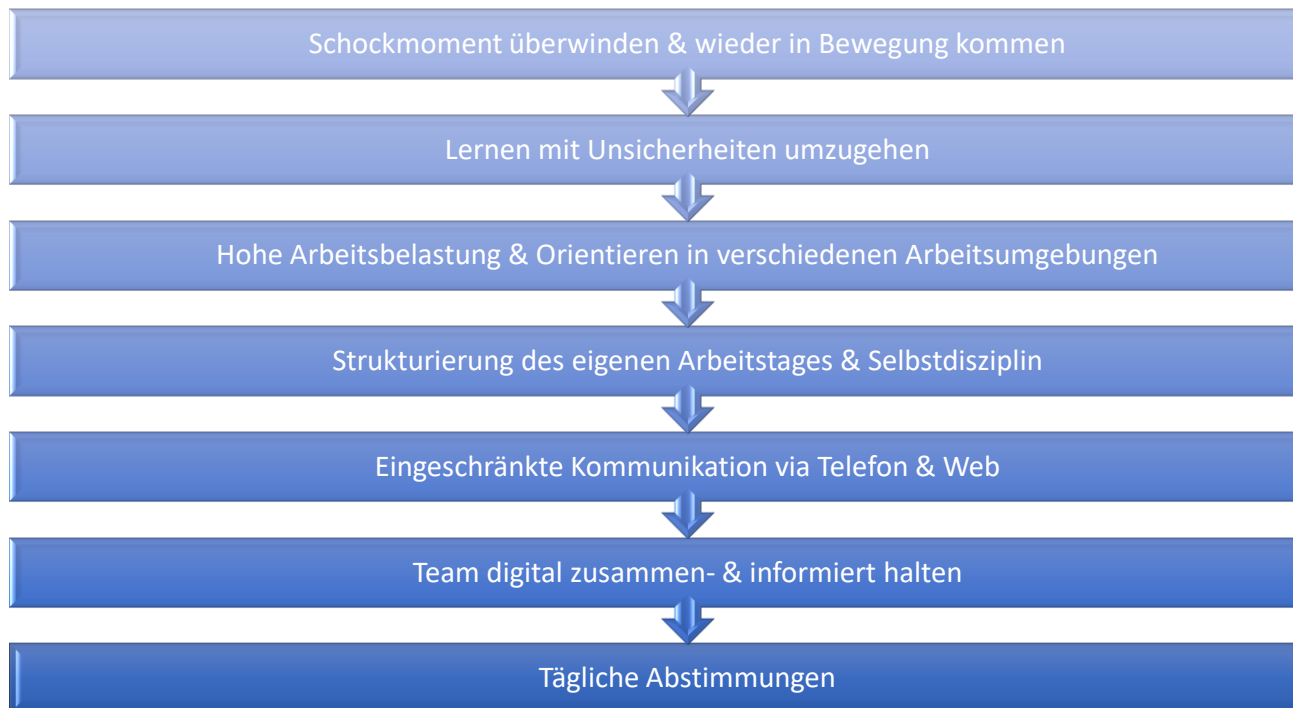 Schockmoment überwinden & wieder in Bewegung kommen
Lernen mit Unsicherheiten umzugehen
Hohe Arbeitsbelastung & Orientieren in verschiedenen Arbeitsumgebungen
Strukturierung des eigenen Arbeitstages & Selbstdisziplin
Eingeschränkte Kommunikation via Telefon & Web
Team digital zusammen- & informiert halten
Tägliche Abstimmungen